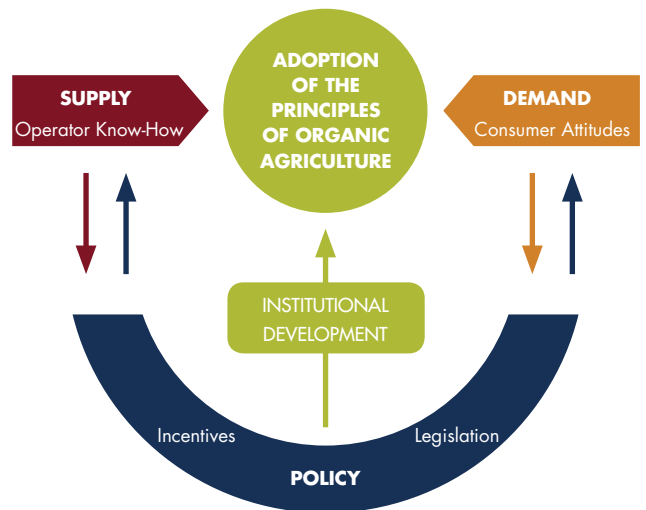 ADOPTION
OF THE
PRINCIPLES
OF ORGANIC
AGRICULTURE
SUPPLY
Operator Know-How
DEMAND
Consumer Attitudes
INSTITUTIONAL
DEVELOPMENT
Incentives
Legislation
POLICY